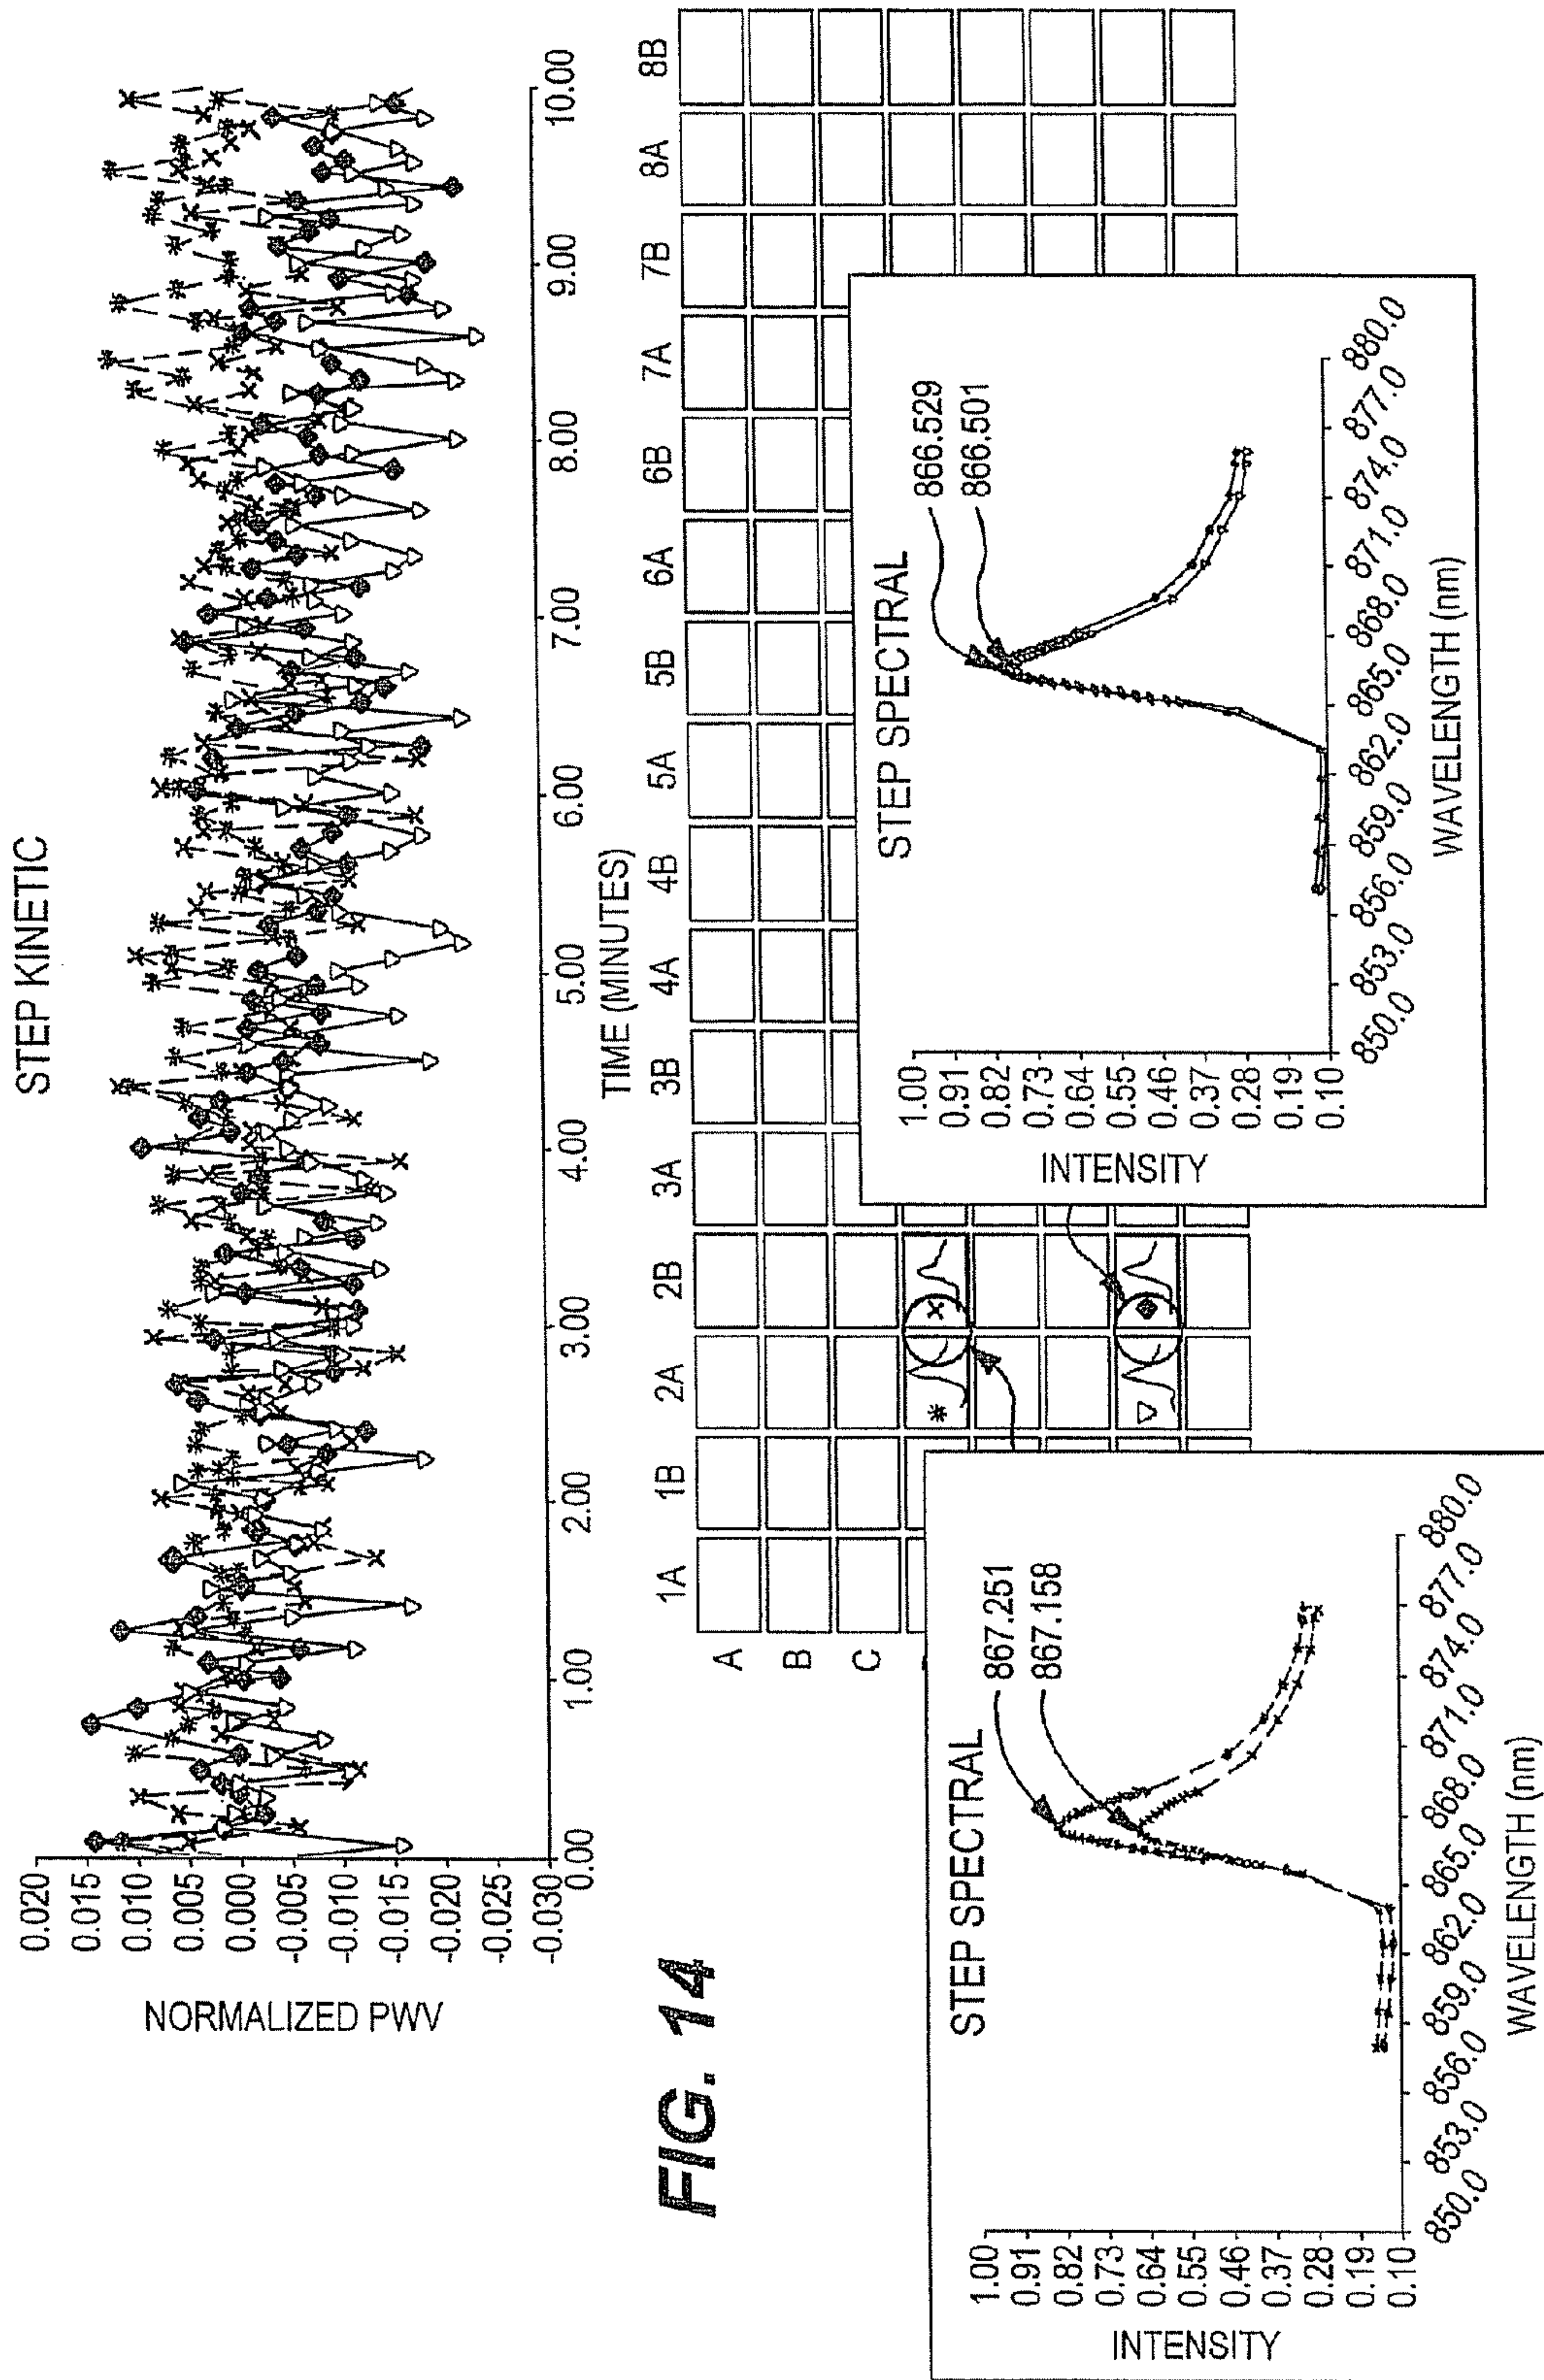 STEP KINETIC
NORMALIZED PWV
0.020
0.015
0.010
0.005
0.000
-0.005
-0.010
-0.015
-0.020
-0.025
-0.030
0.00 1.00 2.00 3.00 4.00 5.00 6.00 7.00 8.00 9.00 10.00
TIME (MINUTES)
FIG. 14
1A 1B 2A 2B 3A 3B 4A 4B 5A 5B 6A 6B 7A 7B 8A 8B
A
B
C
STEP SPECTRAL
867.251
867.158
INTENSITY
1.00
0.91
0.82
0.73
0.64
0.55
0.46
0.37
0.28
0.19
0.10
850.0 853.0 856.0 859.0 862.0 865.0 868.0 871.0 874.0 877.0 880.0
WAVELENGTH (nm)
STEP SPECTRAL
866.529
866.501
INTENSITY
1.00
0.91
0.82
0.73
0.64
0.55
0.46
0.37
0.28
0.19
0.10
850.0 853.0 856.0 859.0 862.0 865.0 868.0 871.0 874.0 877.0 880.0
WAVELENGTH (nm)